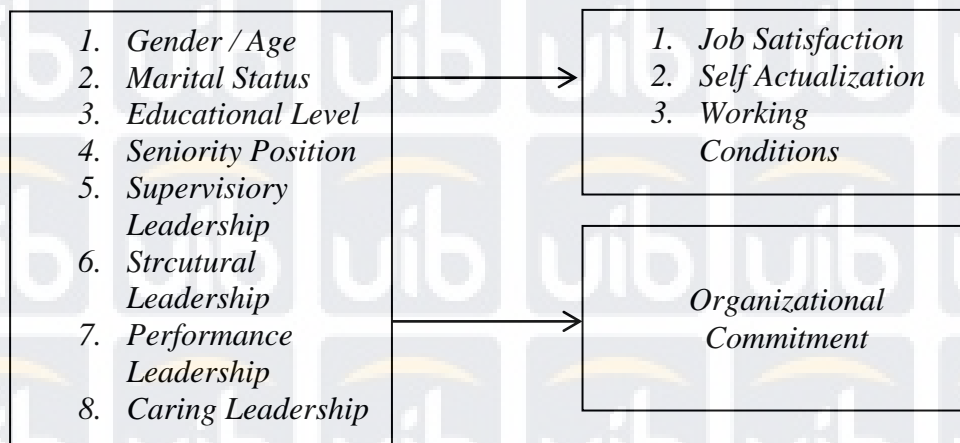 1. Gender / Age
2. Marital Status
3. Educational Level
4. Seniority Position
5. Supervisiory
Leadership
6. Strcutural
Leadership
7. Performance
Leadership
8. Caring Leadership
1. Job Satisfaction
2. Self Actualization
3. Working
Conditions
Organizational
Commitment
uib